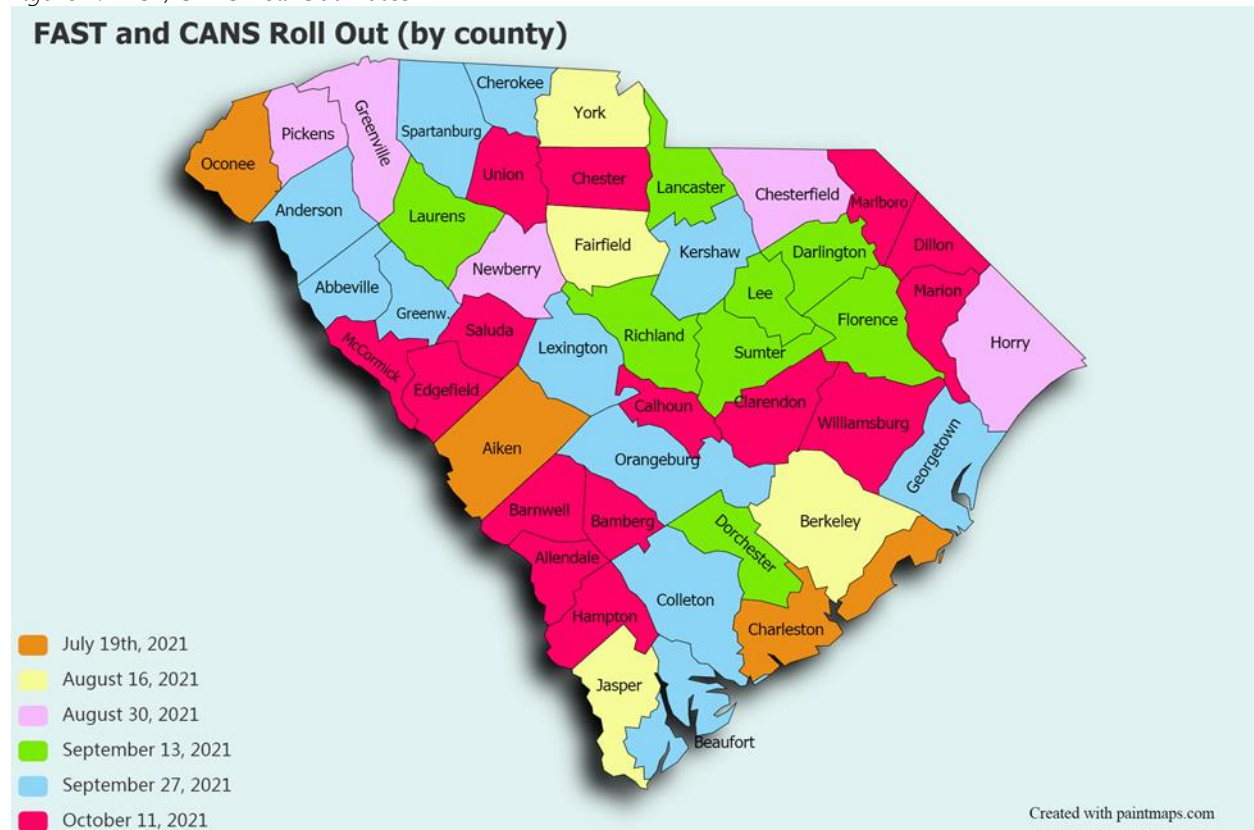 FAST and CANS Roll Out (by county)
Cherokee
York
Pickens
Greenville
Spartanburg
Oconee
Union
Chester
Lancaster
Chesterfield
Marlboro
Anderson
Laurens
Fairfield
Kershaw
Darlington
Dillon
Newberry
Abbeville
Lee
Marion
Greenw.
Saluda
Lexington
Richland
Sumter
Florence
Horry
McCormick
Edgefield
Calhoun
Clarendon
Williamsburg
Aiken
Orangeburg
Georgetown
Barnwell
Bamberg
Berkeley
Dorchester
Allendale
Colleton
Hampton
Charleston
Jasper
Beaufort
July 19th, 2021
August 16, 2021
August 30, 2021
September 13, 2021
September 27, 2021
October 11, 2021
Created with paintmaps.com